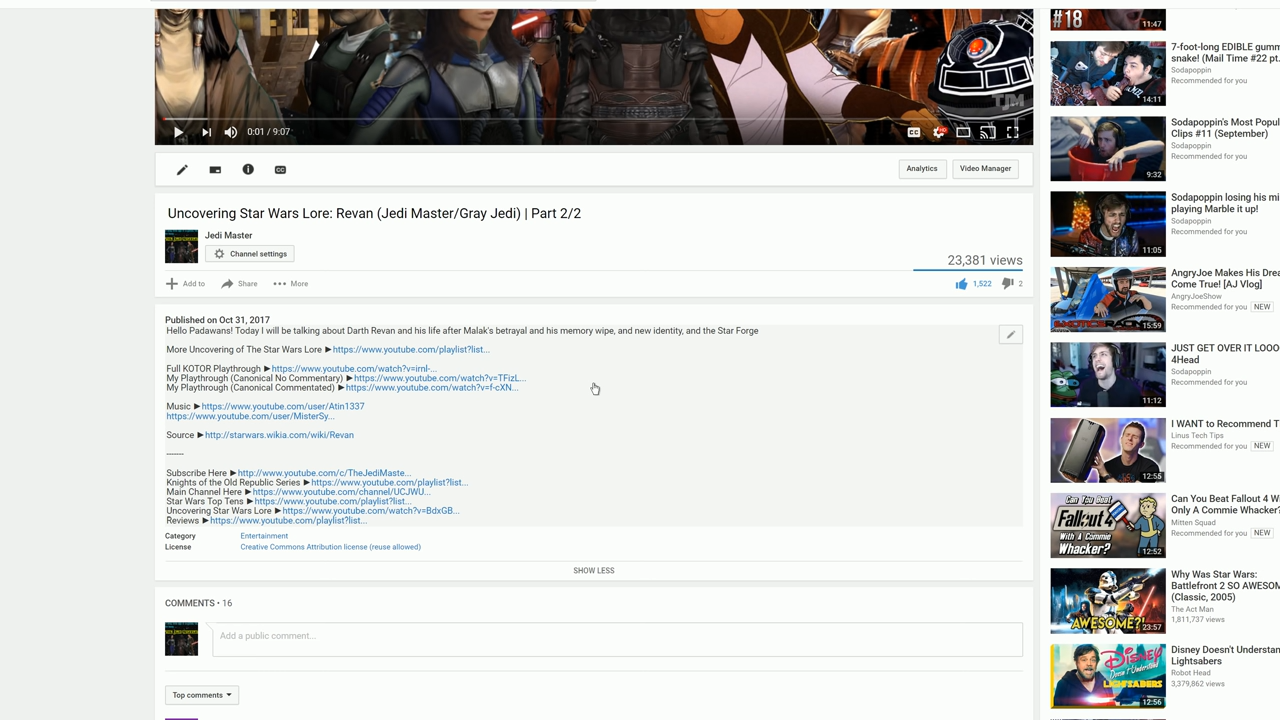 TJM
0:01 / 9:07
CC
CC
Analytics
Video Manager
Uncovering Star Wars Lore: Revan (Jedi Master/Gray Jedi) | Part 2/2
Jedi Master
Channel settings
23,381 views
Add to
Share
More
1,522
2
Published on Oct 31, 2017
Hello Padawans! Today I will be talking about Darth Revan and his life after Malak's betrayal and his memory wipe, and new identity, and the Star Forge
More Uncovering of The Star Wars Lore ►https://www.youtube.com/playlist?list...
Full KOTOR Playthrough ►https://www.youtube.com/watch?v=irnl-...
My Playthrough (Canonical No Commentary) ►https://www.youtube.com/watch?v=TFizL...
My Playthrough (Canonical Commentated) ►https://www.youtube.com/watch?v=f-cXN...
Music ►https://www.youtube.com/user/Atin1337
https://www.youtube.com/user/MisterSy...
Source ►http://starwars.wikia.com/wiki/Revan
-------
Subscribe Here ►http://www.youtube.com/c/TheJediMaste...
Knights of the Old Republic Series ►https://www.youtube.com/playlist?list...
Main Channel Here ►https://www.youtube.com/channel/UCJWU...
Star Wars Top Tens ►https://www.youtube.com/playlist?list...
Uncovering Star Wars Lore ►https://www.youtube.com/watch?v=BdxGB...
Reviews ►https://www.youtube.com/playlist?list...
Category
Entertainment
License
Creative Commons Attribution license (reuse allowed)
SHOW LESS
COMMENTS • 16
Add a public comment...
Top comments
#18
11:47
7-foot-long EDIBLE gumm
snake! (Mail Time #22 pt.
Sodapoppin
Recommended for you
14:11
Sodapoppin's Most Popul
Clips #11 (September)
Sodapoppin
Recommended for you
9:32
Sodapoppin losing his mi
playing Marble it up!
Sodapoppin
Recommended for you
11:05
AngryJoe Makes His Drea
Come True! [AJ Vlog]
AngryJoeShow
Recommended for you NEW
15:59
JUST GET OVER IT LOOO
4Head
Sodapoppin
Recommended for you
11:12
I WANT to Recommend T
Linus Tech Tips
Recommended for you NEW
12:55
Can You Beat Fallout 4 Wi
Only A Commie Whacker?
Mitten Squad
Recommended for you NEW
CAN YOU BEAT
Fallout 4
WITH A COMMIE
WHACKER?
12:52
Why Was Star Wars:
Battlefront 2 SO AWESOM
(Classic, 2005)
The Act Man
1,811,737 views
AWESOME?!
23:57
Disney Doesn't Understan
Lightsabers
Robot Head
3,379,862 views
DISNEY
Doesn't Understand
LIGHTSABERS
12:56